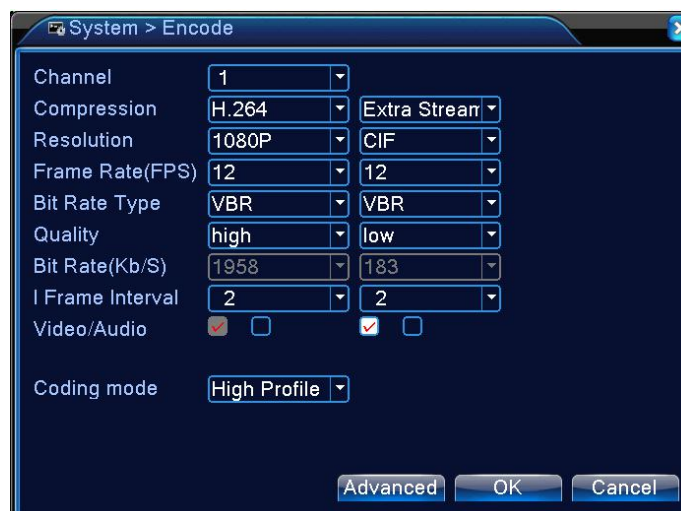 System > Encode
Channel 1
Compression H.264 Extra Stream
Resolution 1080P CIF
Frame Rate(FPS) 12 12
Bit Rate Type VBR VBR
Quality high low
Bit Rate(Kb/S) 1958 183
I Frame Interval 2 2
Video/Audio
Coding mode High Profile
Advanced OK Cancel